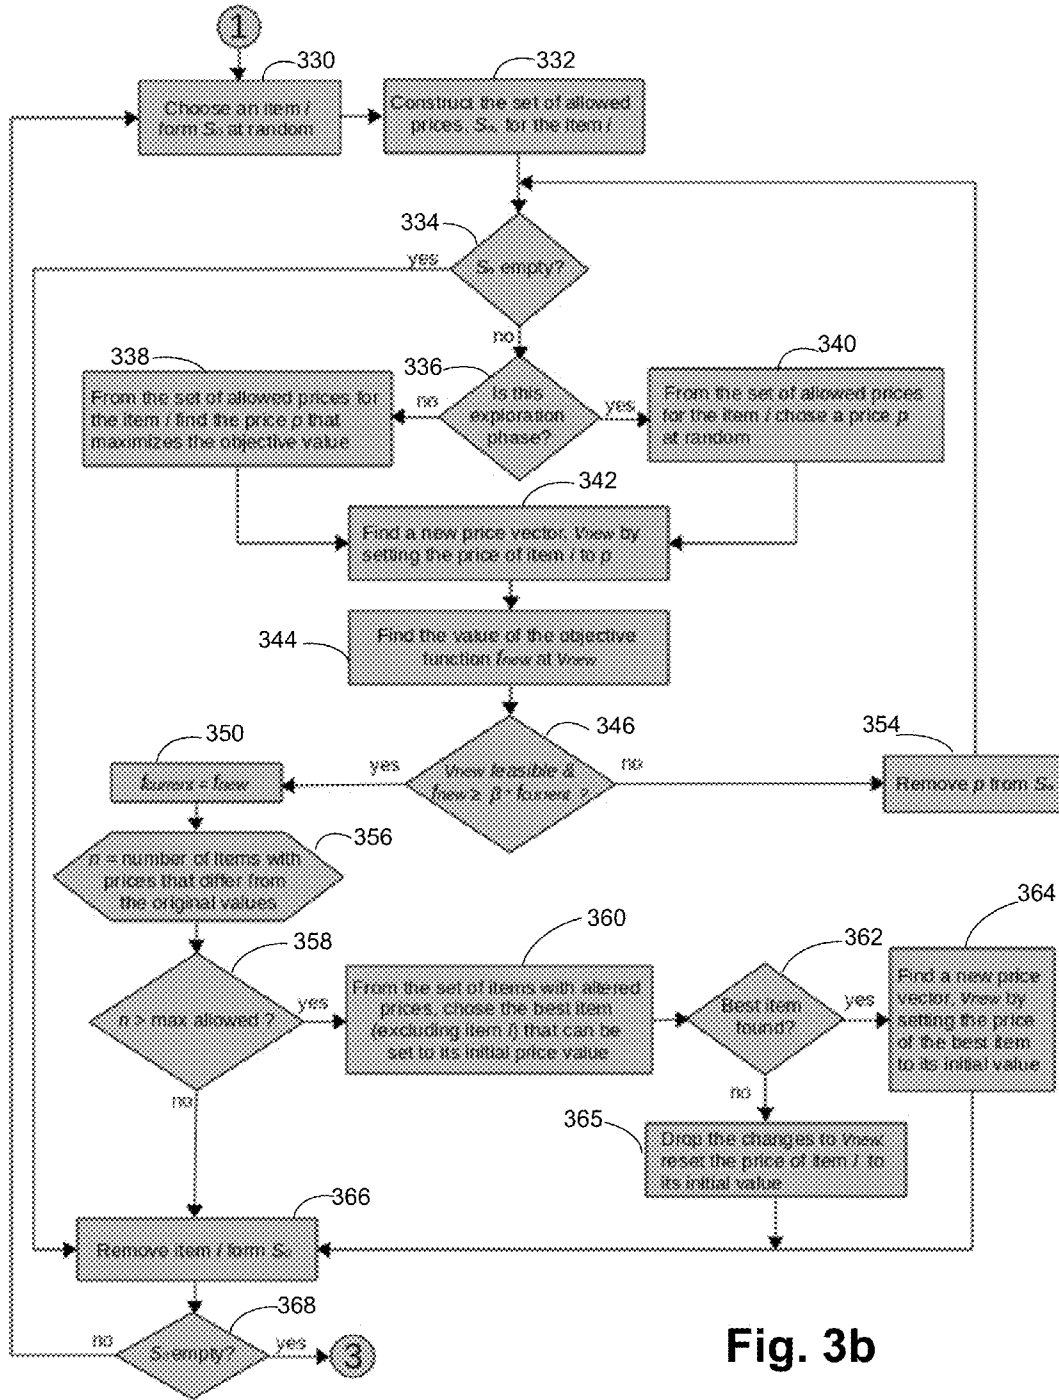 1
330
Choose an item i
form S at random
332
Construct the set of allowed
prices, S for the item i
334
yes
S empty?
no
338
336
340
From the set of allowed prices for
the item i find the price p that
maximizes the objective value
no
Is this
exploration
phase?
yes
From the set of allowed prices
for the item i chose a price p
at random
342
Find a new price vector, Vnew by
setting the price of item i to p
344
Find the value of the objective
function fnew at Vnew
346
350
354
yes
Vnew feasible &
fnew ≥ β * fcurrent ?
no
fcurrent = fnew
Remove p from S
356
n = number of items with
prices that differ from
the original values
358
360
362
364
n > max allowed ?
yes
From the set of items with altered
prices, chose the best item
(excluding item i) that can be
set to its initial price value
Best item
found?
yes
Find a new price
vector, Vnew by
setting the price
of the best item
to its initial value
no
no
365
Drop the changes to Vnew,
reset the price of item i to
its initial value
366
Remove item i form S
368
no
S empty?
yes
3
Fig. 3b